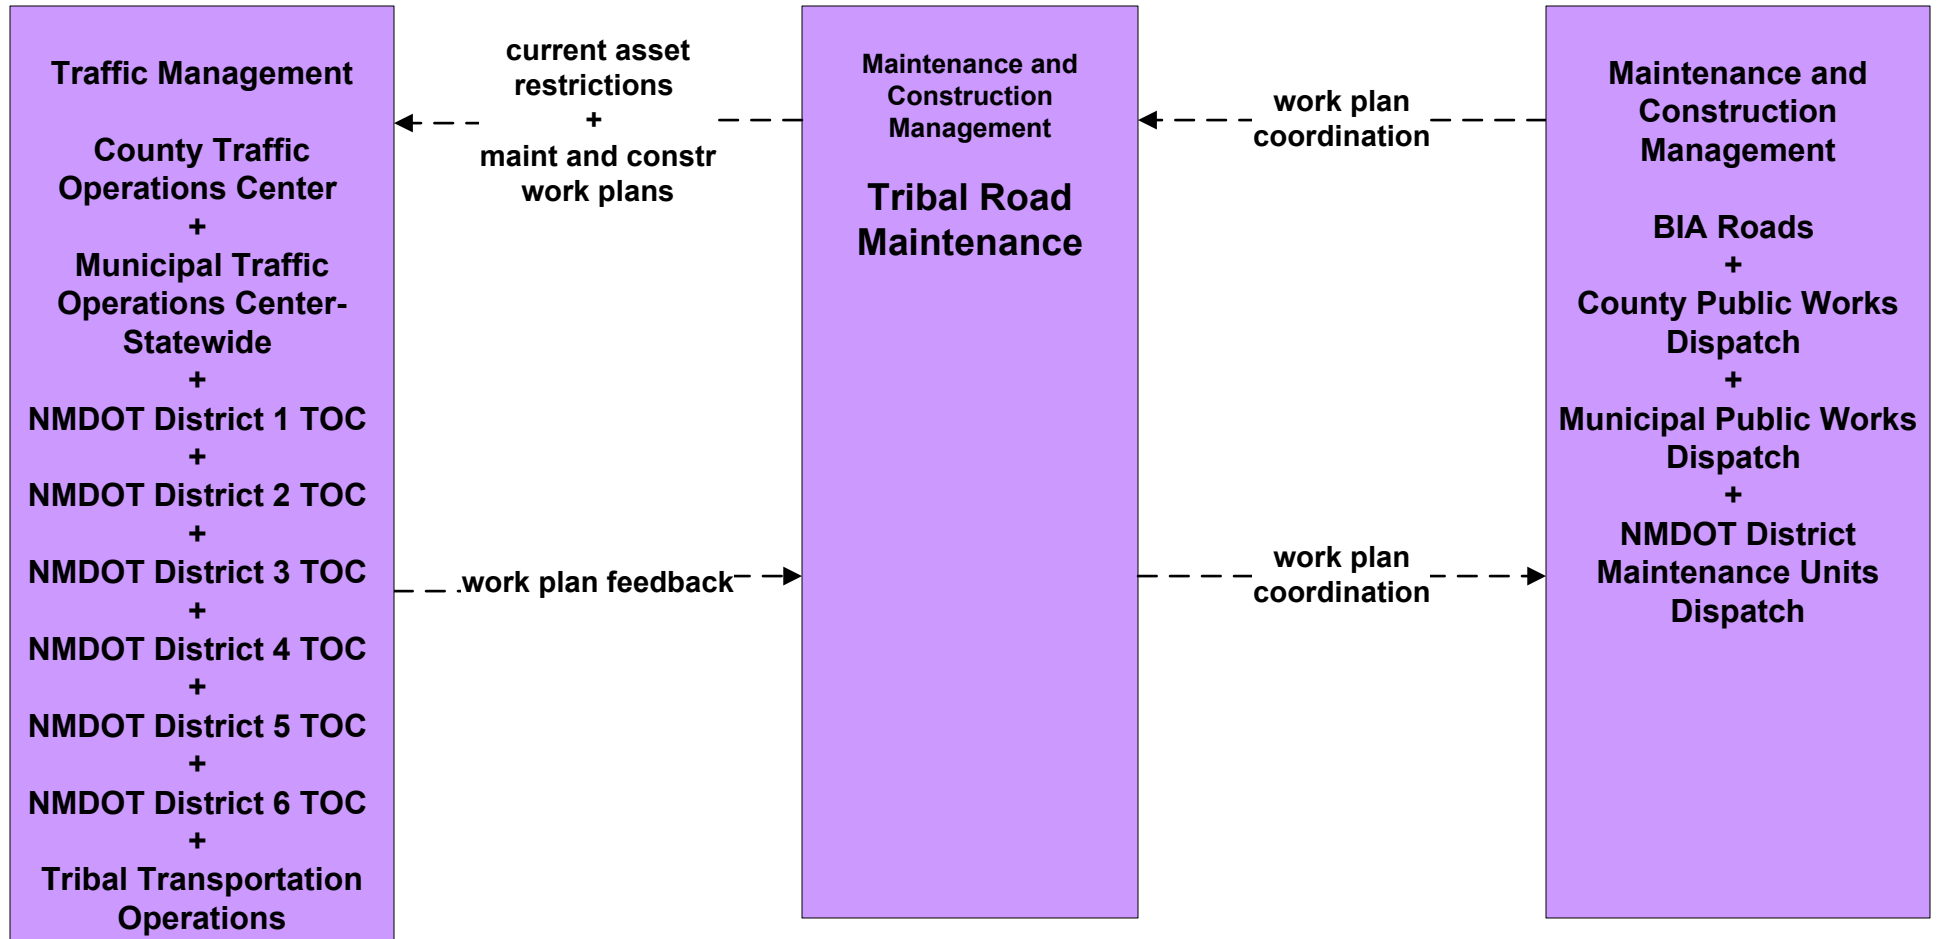 Traffic Management
County Traffic
Operations Center
+
Municipal Traffic
Operations Center-
Statewide
+
NMDOT District 1 TOC
+
NMDOT District 2 TOC
+
NMDOT District 3 TOC
+
NMDOT District 4 TOC
+
NMDOT District 5 TOC
+
NMDOT District 6 TOC
+
Tribal Transportation
Operations
current asset
restrictions
+
maint and constr
work plans
work plan feedback
Maintenance and
Construction
Management
Tribal Road
Maintenance
work plan
coordination
work plan
coordination
Maintenance and
Construction
Management
BIA Roads
+
County Public Works
Dispatch
+
Municipal Public Works
Dispatch
+
NMDOT District
Maintenance Units
Dispatch